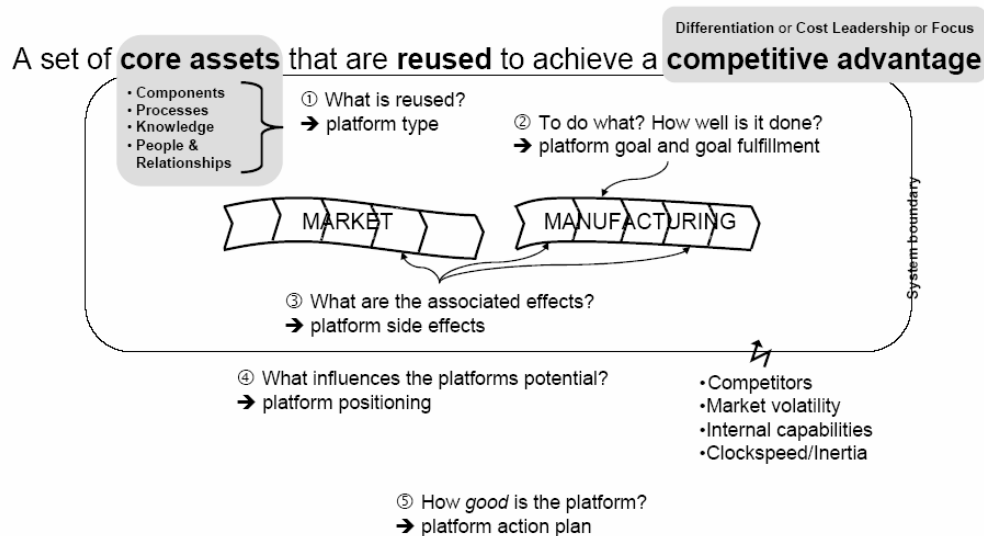 Differentiation or Cost Leadership or Focus
A set of core assets that are reused to achieve a competitive advantage
• Components
• Processes
• Knowledge
• People &
Relationships
① What is reused?
➔ platform type
② To do what? How well is it done?
➔ platform goal and goal fulfillment
MARKET
MANUFACTURING
System boundary
③ What are the associated effects?
➔ platform side effects
④ What influences the platforms potential?
➔ platform positioning
•Competitors
•Market volatility
•Internal capabilities
•Clockspeed/Inertia
⑤ How good is the platform?
➔ platform action plan